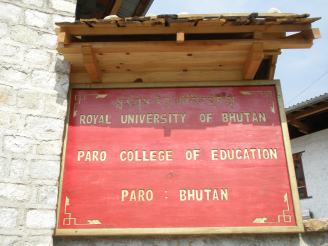 ROYAL UNIVERSITY OF BHUTAN
PARO COLLEGE OF EDUCATION
PARO : BHUTAN